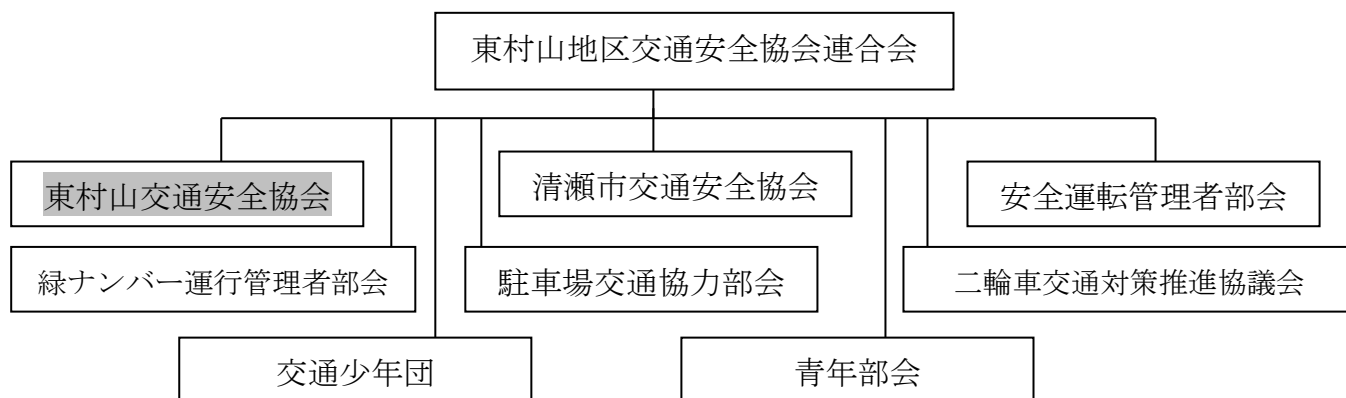 東村山地区交通安全協会連合会
東村山交通安全協会
清瀬市交通安全協会
安全運転管理者部会
緑ナンバー運行管理者部会
駐車場交通協力部会
二輪車交通対策推進協議会
交通少年団
青年部会